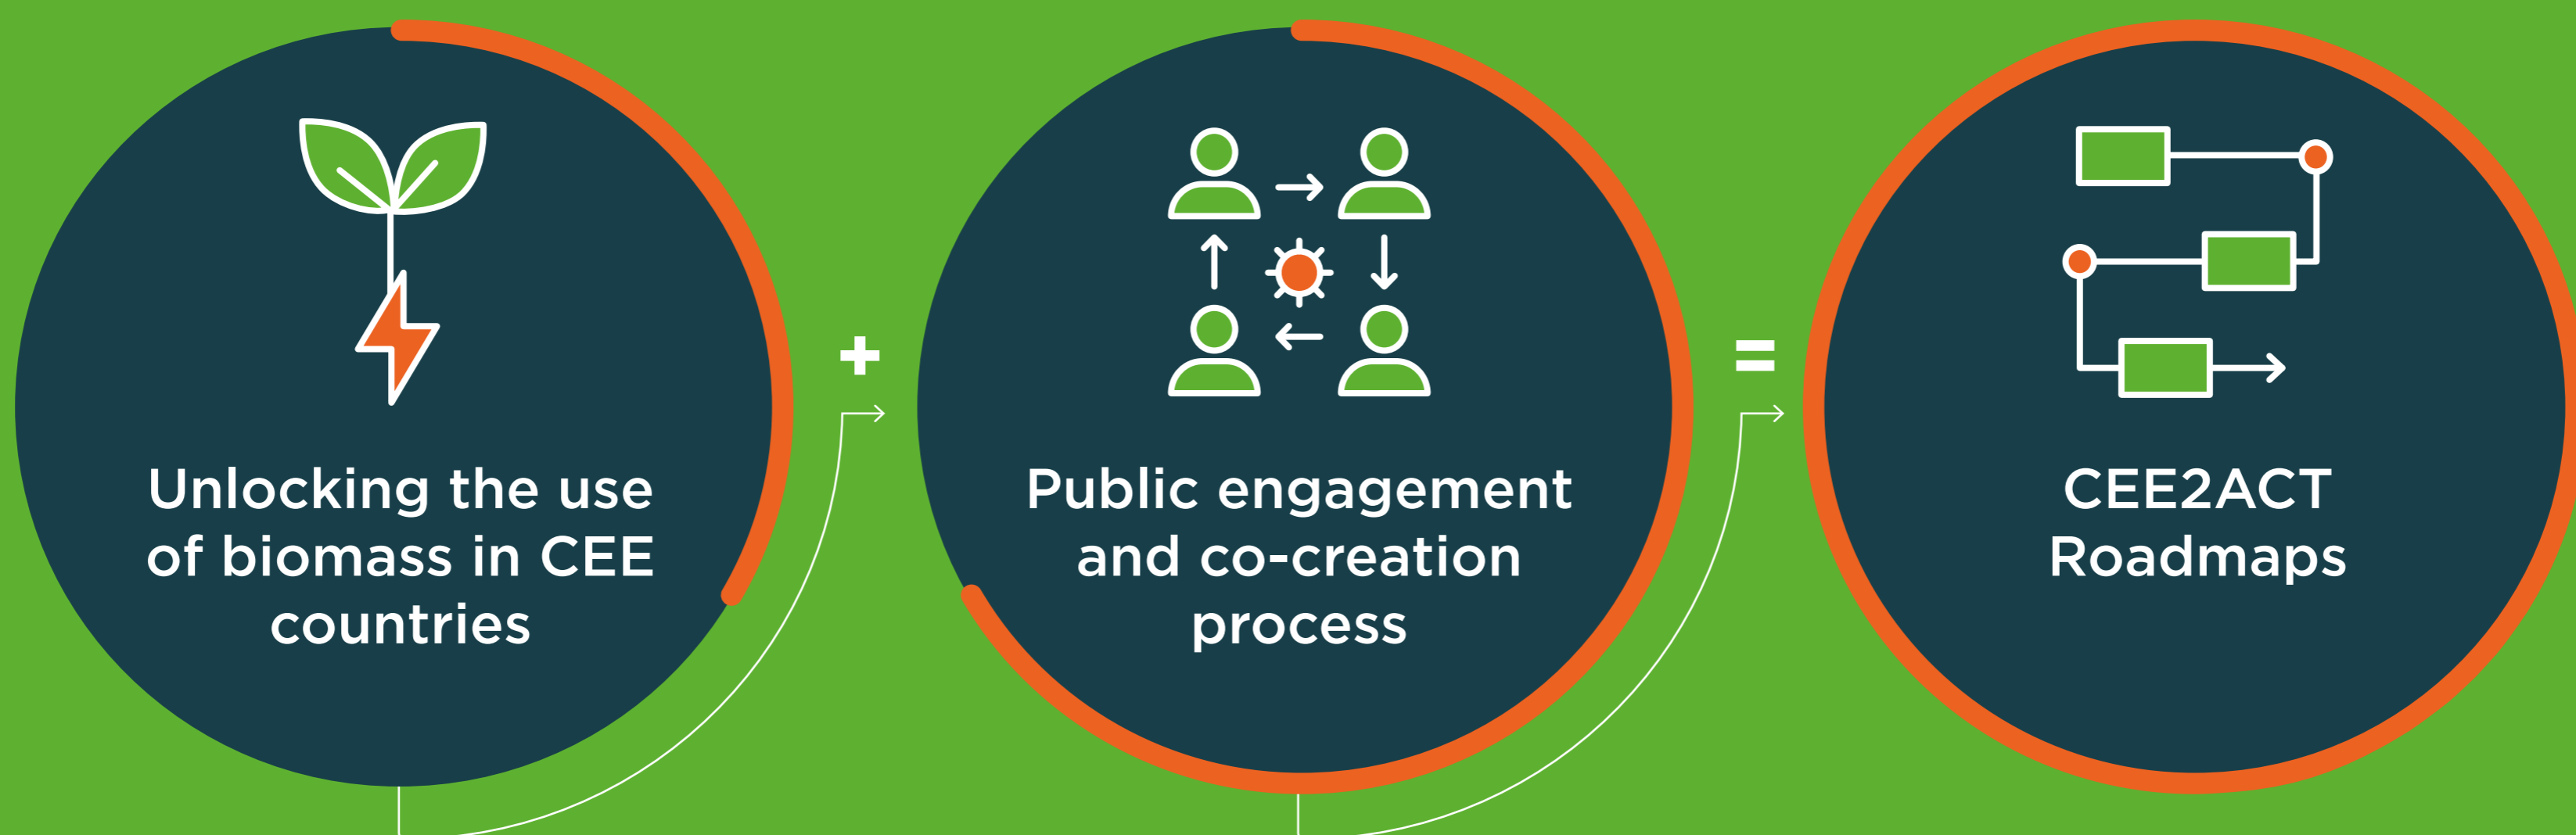 Unlocking the use
of biomass in CEE
countries
+
Public engagement
and co-creation
process
=
CEE2ACT
Roadmaps